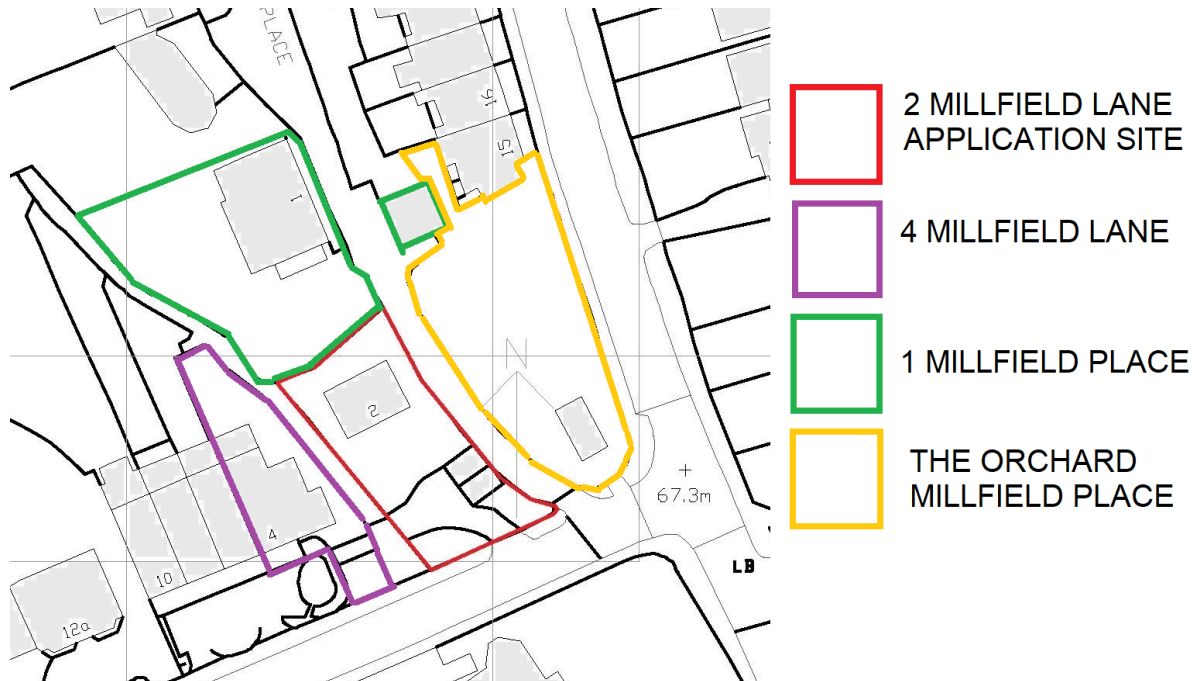 PLACE
16
15
1
2
4
10
12a
N
67.3m
LB
2 MILLFIELD LANE
APPLICATION SITE
4 MILLFIELD LANE
1 MILLFIELD PLACE
THE ORCHARD
MILLFIELD PLACE